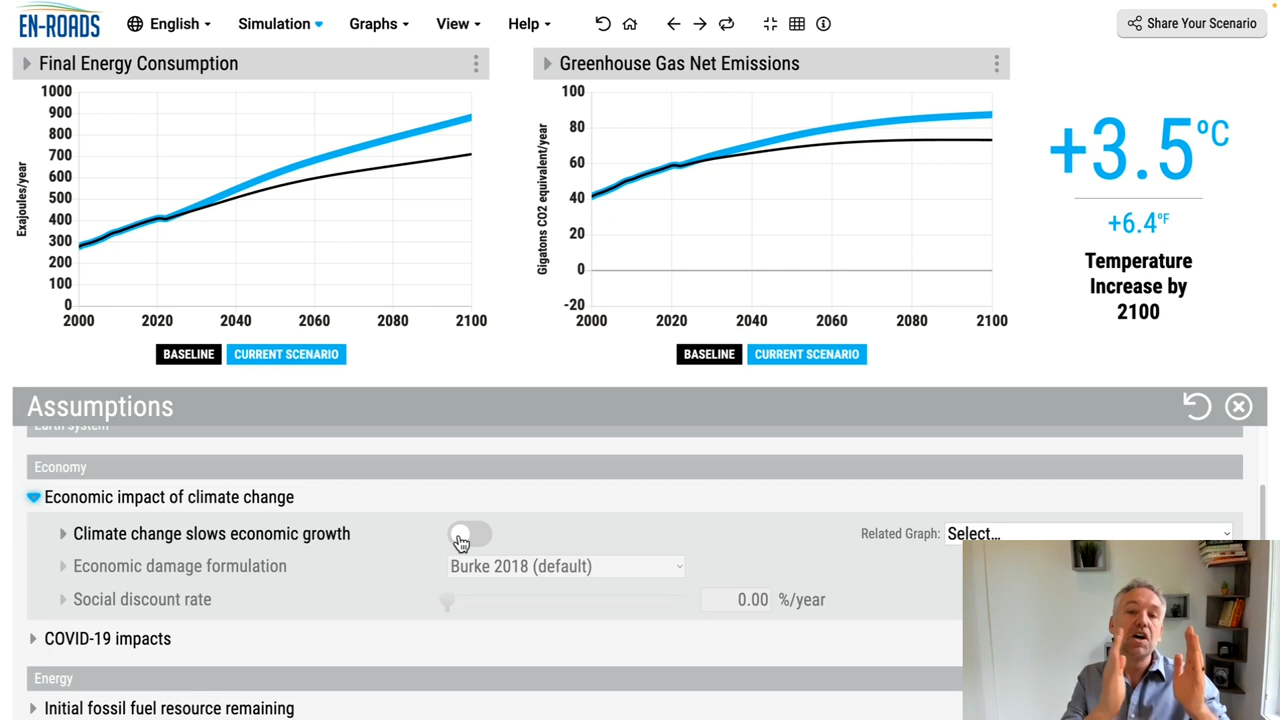 EN-ROADS
English
Simulation
Graphs
View
Help
Share Your Scenario
Final Energy Consumption
1000
900
800
700
600
500
400
300
200
100
0
Exajoules/year
2000 2020 2040 2060 2080 2100
BASELINE CURRENT SCENARIO
Greenhouse Gas Net Emissions
100
80
60
40
20
0
-20
Gigatons CO2 equivalent/year
2000 2020 2040 2060 2080 2100
BASELINE CURRENT SCENARIO
+3.5°C
+6.4°F
Temperature
Increase by
2100
Assumptions
Earth system
Economy
Economic impact of climate change
Climate change slows economic growth
Related Graph: Select...
Economic damage formulation Burke 2018 (default)
Social discount rate 0.00 %/year
COVID-19 impacts
Energy
Initial fossil fuel resource remaining